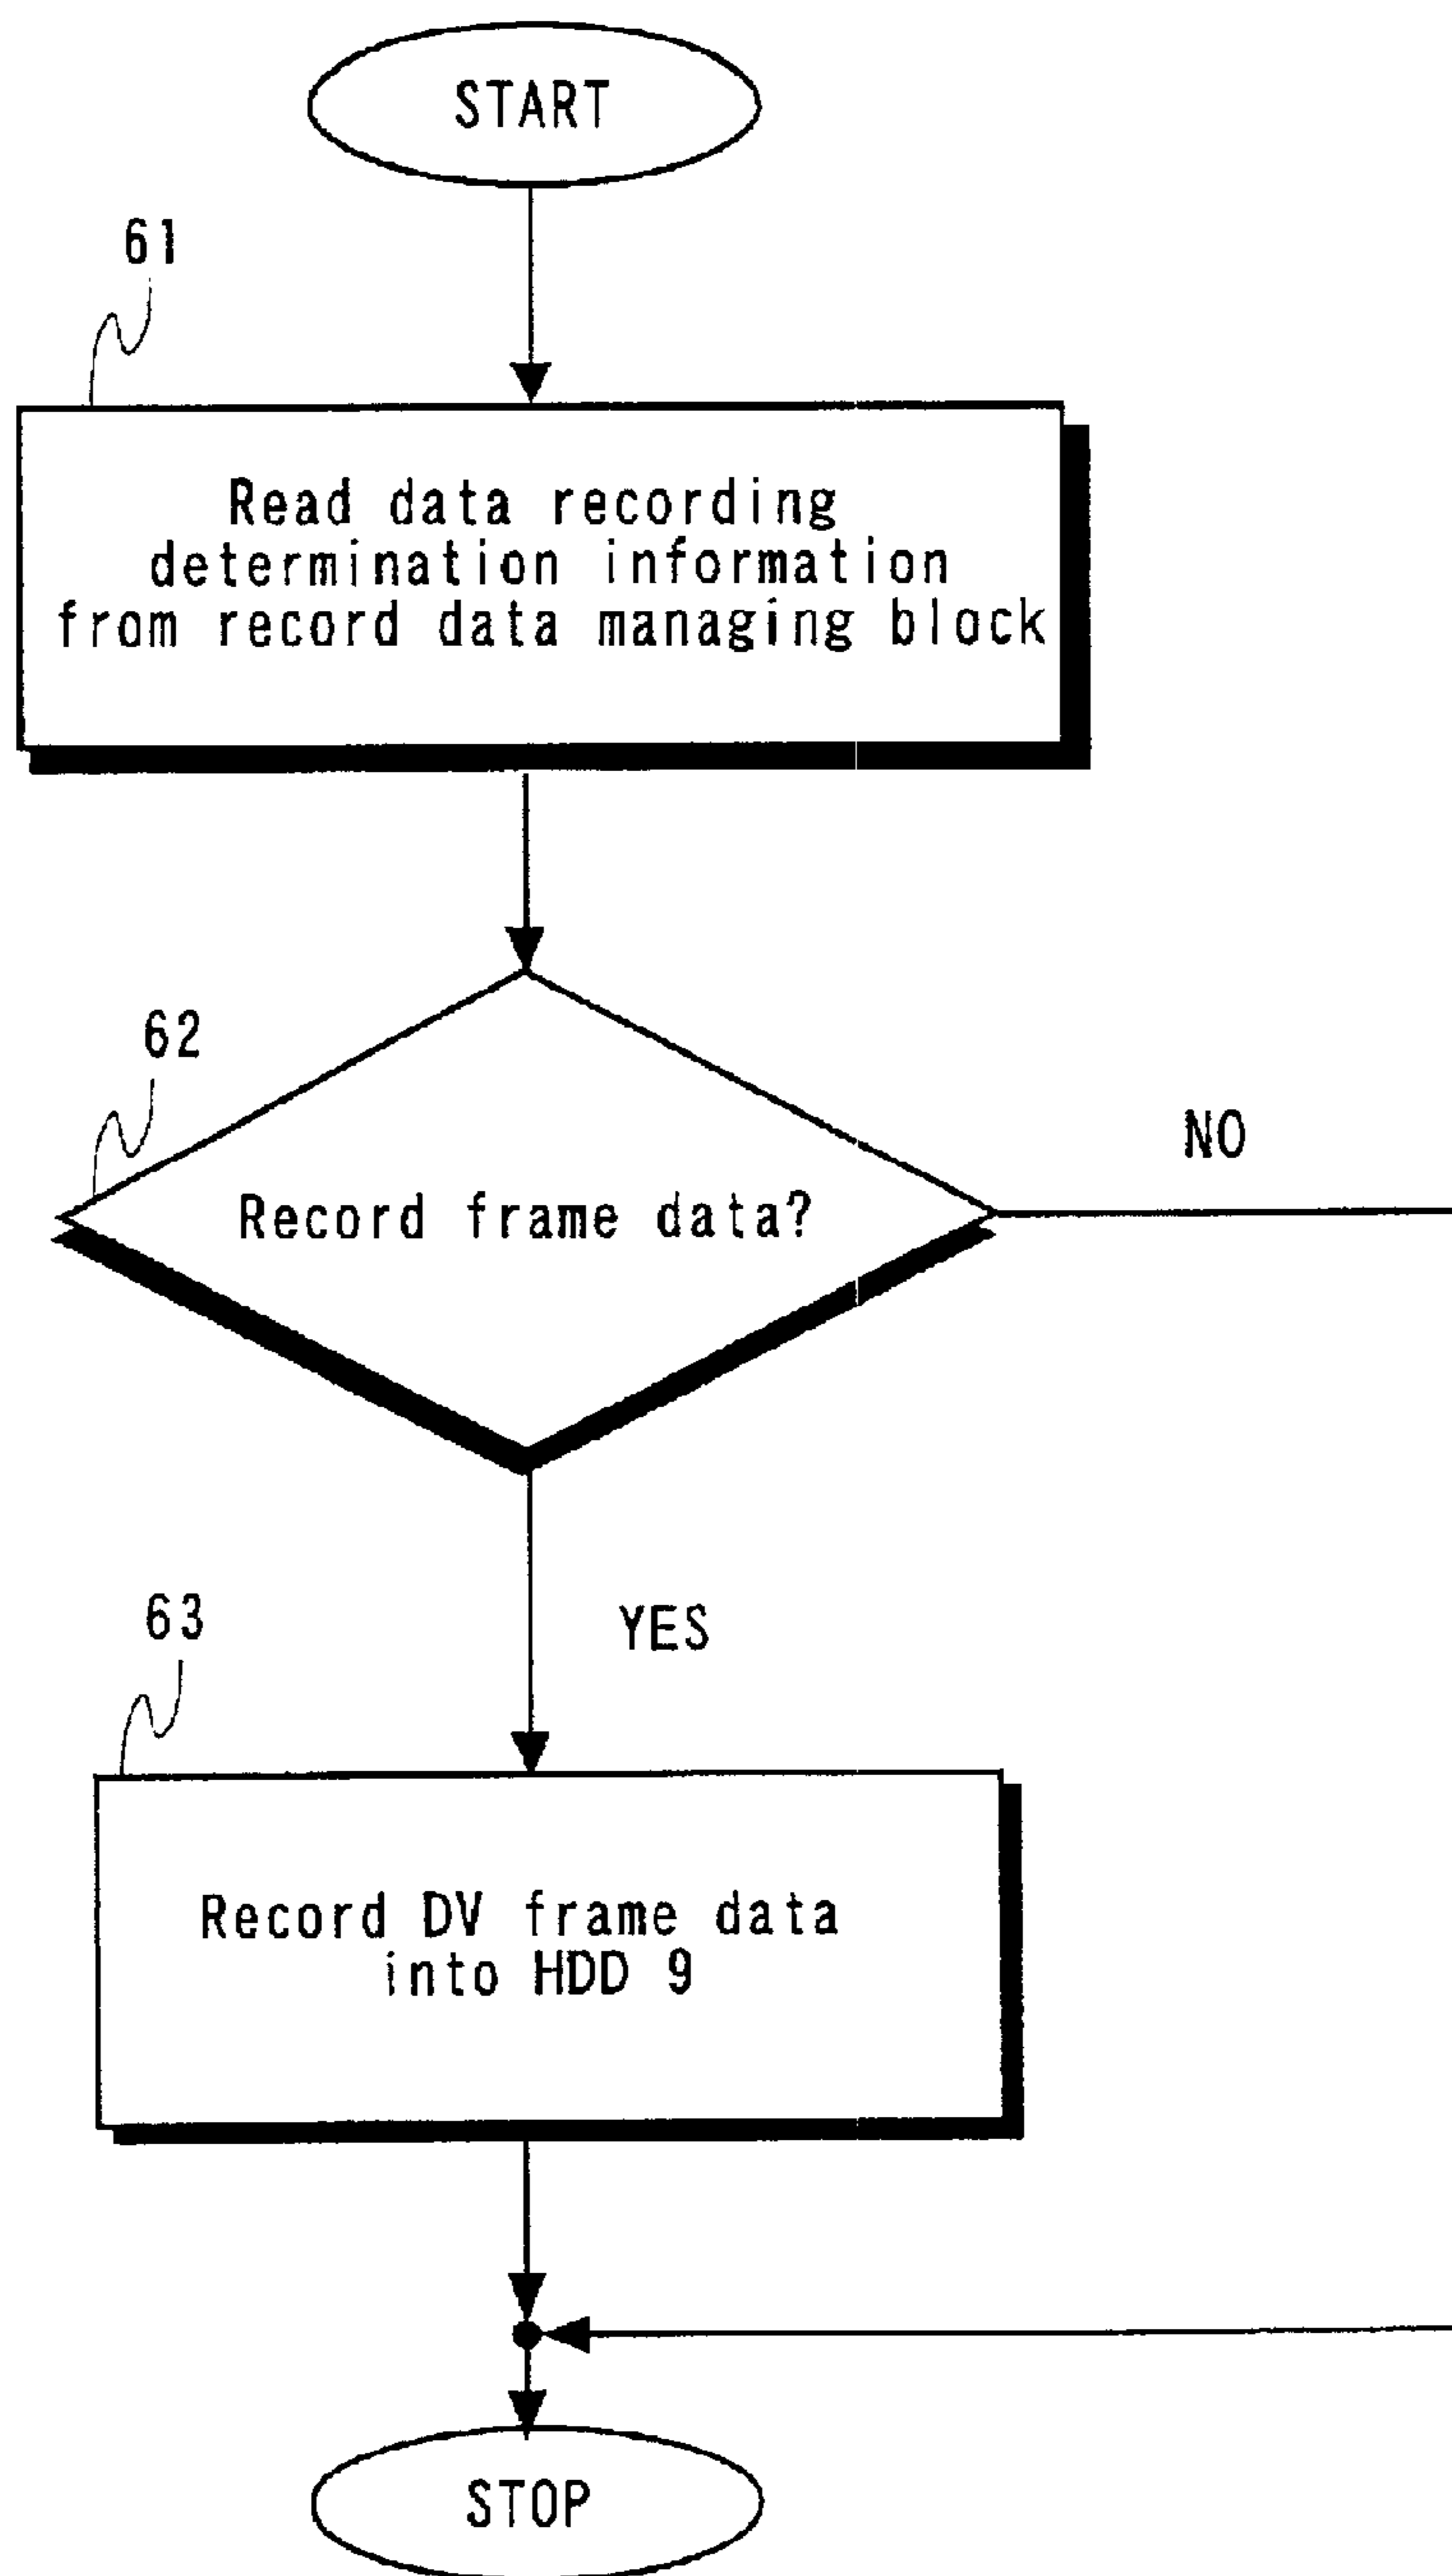 START
61
Read data recording
determination information
from record data managing block
62
Record frame data?
NO
YES
63
Record DV frame data
into HDD 9
STOP